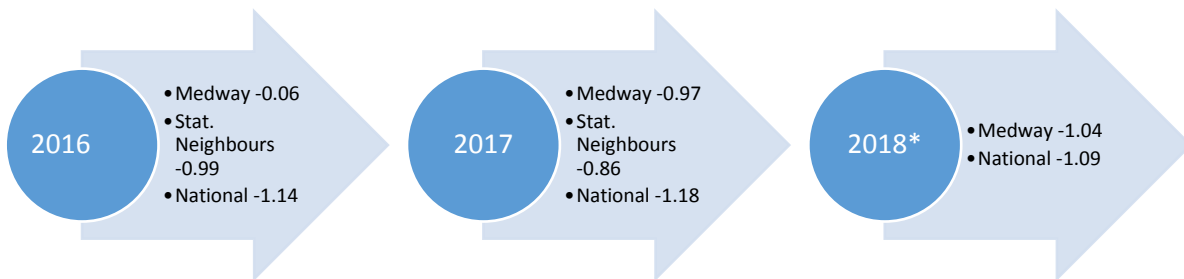 2016
•Medway -0.06
•Stat.
Neighbours
-0.99
•National -1.14
2017
•Medway -0.97
•Stat.
Neighbours
-0.86
•National -1.18
2018*
•Medway -1.04
•National -1.09